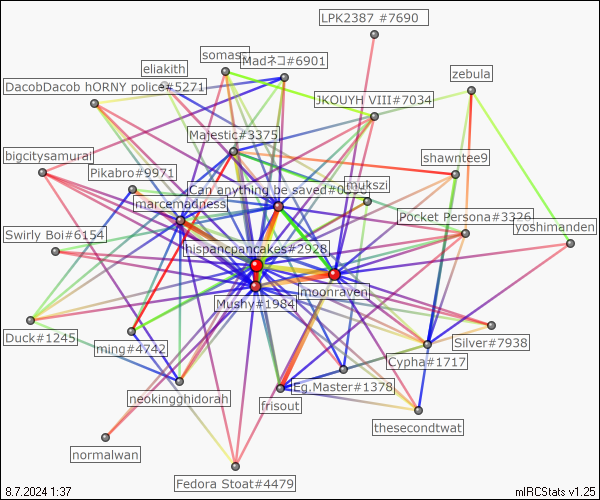 LPK2387 #7690
somas
Madネコ#6901
eliakith
zebula
DacobDacob hORNY police#5271
JKOUYH VIII#7034
Majestic#3375
bigcitysamurai
shawntee9
Pikabro#9971
Can anything be saved#0
mukszi
marcemadness
Pocket Persona#3326
yoshimanden
Swirly Boi#6154
hispancpancakes#2928
moonraven
Mushy#1984
Duck#1245
ming#4742
Silver#7938
Cypha#1717
Eg.Master#1378
neokingghidorah
frisout
thesecondtwat
normalwan
Fedora Stoat#4479
8.7.2024 1:37
mIRCStats v1.25